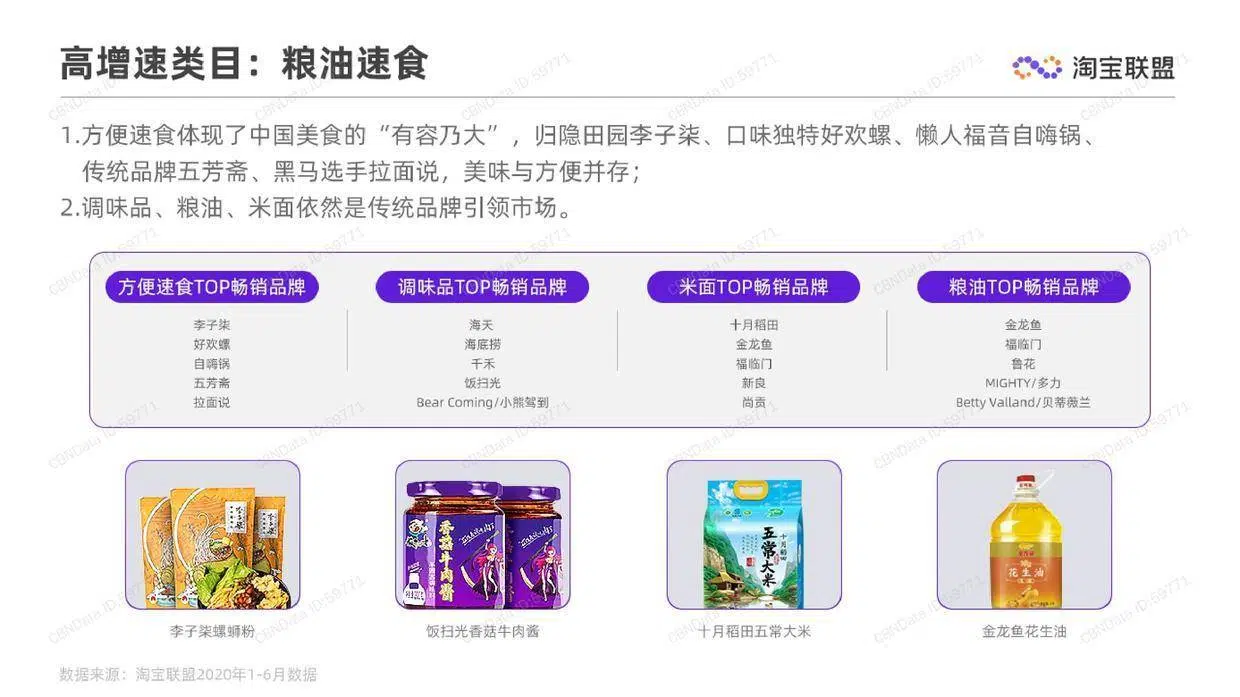 高增速类目：粮油速食
淘宝联盟
1.方便速食体现了中国美食的“有容乃大”，归隐田园李子柒、口味独特好欢螺、懒人福音自嗨锅、
传统品牌五芳斋、黑马选手拉面说，美味与方便并存；
2.调味品、粮油、米面依然是传统品牌引领市场。
方便速食TOP畅销品牌
李子柒
好欢螺
自嗨锅
五芳斋
拉面说
调味品TOP畅销品牌
海天
海底捞
千禾
饭扫光
Bear Coming/小熊驾到
米面TOP畅销品牌
十月稻田
金龙鱼
福临门
新良
尚贡
粮油TOP畅销品牌
金龙鱼
福临门
鲁花
MIGHTY/多力
Betty Valland/贝蒂薇兰
李子柒
香菇牛肉酱
十月稻田
五常大米
花生油
李子柒螺蛳粉
饭扫光香菇牛肉酱
十月稻田五常大米
金龙鱼花生油
数据来源：淘宝联盟2020年1-6月数据
CBNData ID:59771